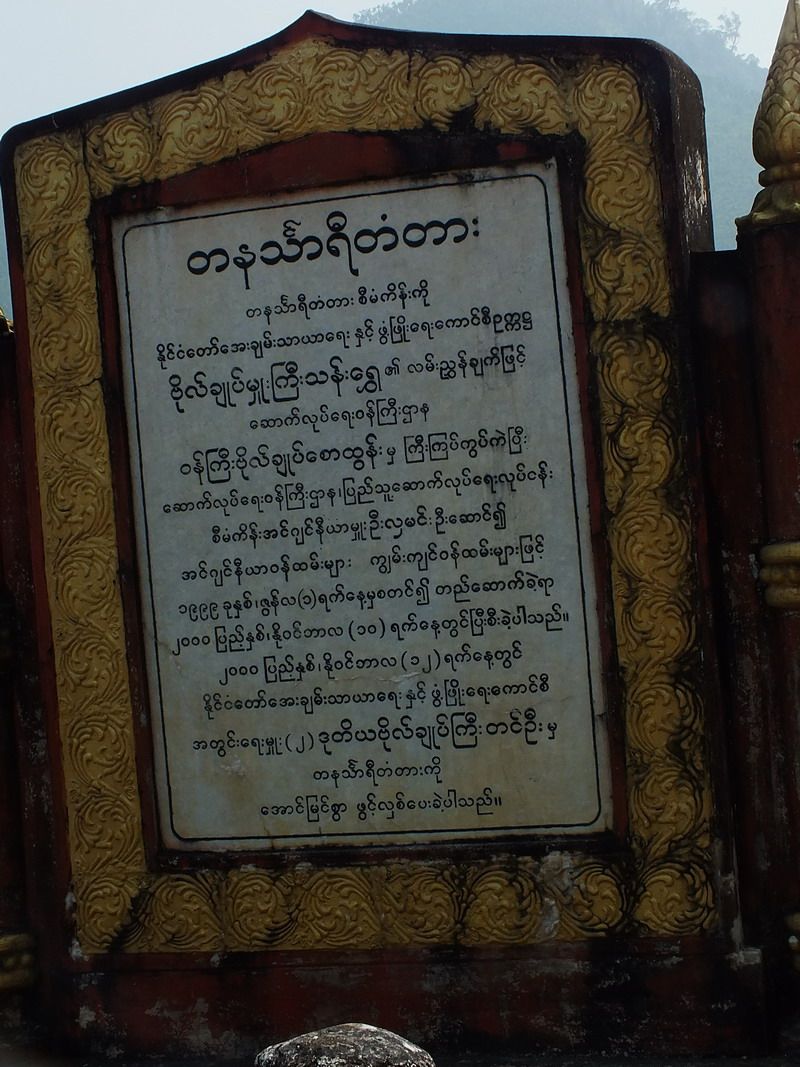 တနင်္သာရီတံတား
တနင်္သာရီတံတား စီမံကိန်းကို
နိုင်ငံတော်အေးချမ်းသာယာရေး နှင့် ဖွံ့ဖြိုးရေးကောင်စီဥက္ကဋ္ဌ
ဗိုလ်ချုပ်မှူးကြီးသန်းရွှေ ၏ လမ်းညွှန်ချက်ဖြင့်
ဆောက်လုပ်ရေးဝန်ကြီးဌာန
ဝန်ကြီးဗိုလ်ချုပ်စောထွန်း မှ ကြီးကြပ်ကွပ်ကဲပြီး
ဆောက်လုပ်ရေးဝန်ကြီးဌာန၊ပြည်သူ့ဆောက်လုပ်ရေးလုပ်ငန်း
စီမံကိန်းအင်ဂျင်နီယာမှူး ဦးလှမင်း ဦးဆောင်၍
အင်ဂျင်နီယာဝန်ထမ်းများ ကျွမ်းကျင်ဝန်ထမ်းများဖြင့်
၁၉၉၉ ခုနှစ်၊ဇွန်လ(၁)ရက်နေ့မှစတင်၍ တည်ဆောက်ခဲ့ရာ
၂၀၀၀ ပြည့်နှစ်၊နိုဝင်ဘာလ (၁၀) ရက်နေ့တွင်ပြီးစီးခဲ့ပါသည်။
၂၀၀၀ ပြည့်နှစ်၊နိုဝင်ဘာလ (၁၂) ရက်နေ့တွင်
နိုင်ငံတော်အေးချမ်းသာယာရေး နှင့် ဖွံ့ဖြိုးရေးကောင်စီ
အတွင်းရေးမှူး (၂) ဒုတိယဗိုလ်ချုပ်ကြီး တင်ဦး မှ
တနင်္သာရီတံတားကို
အောင်မြင်စွာ ဖွင့်လှစ်ပေးခဲ့ပါသည်။